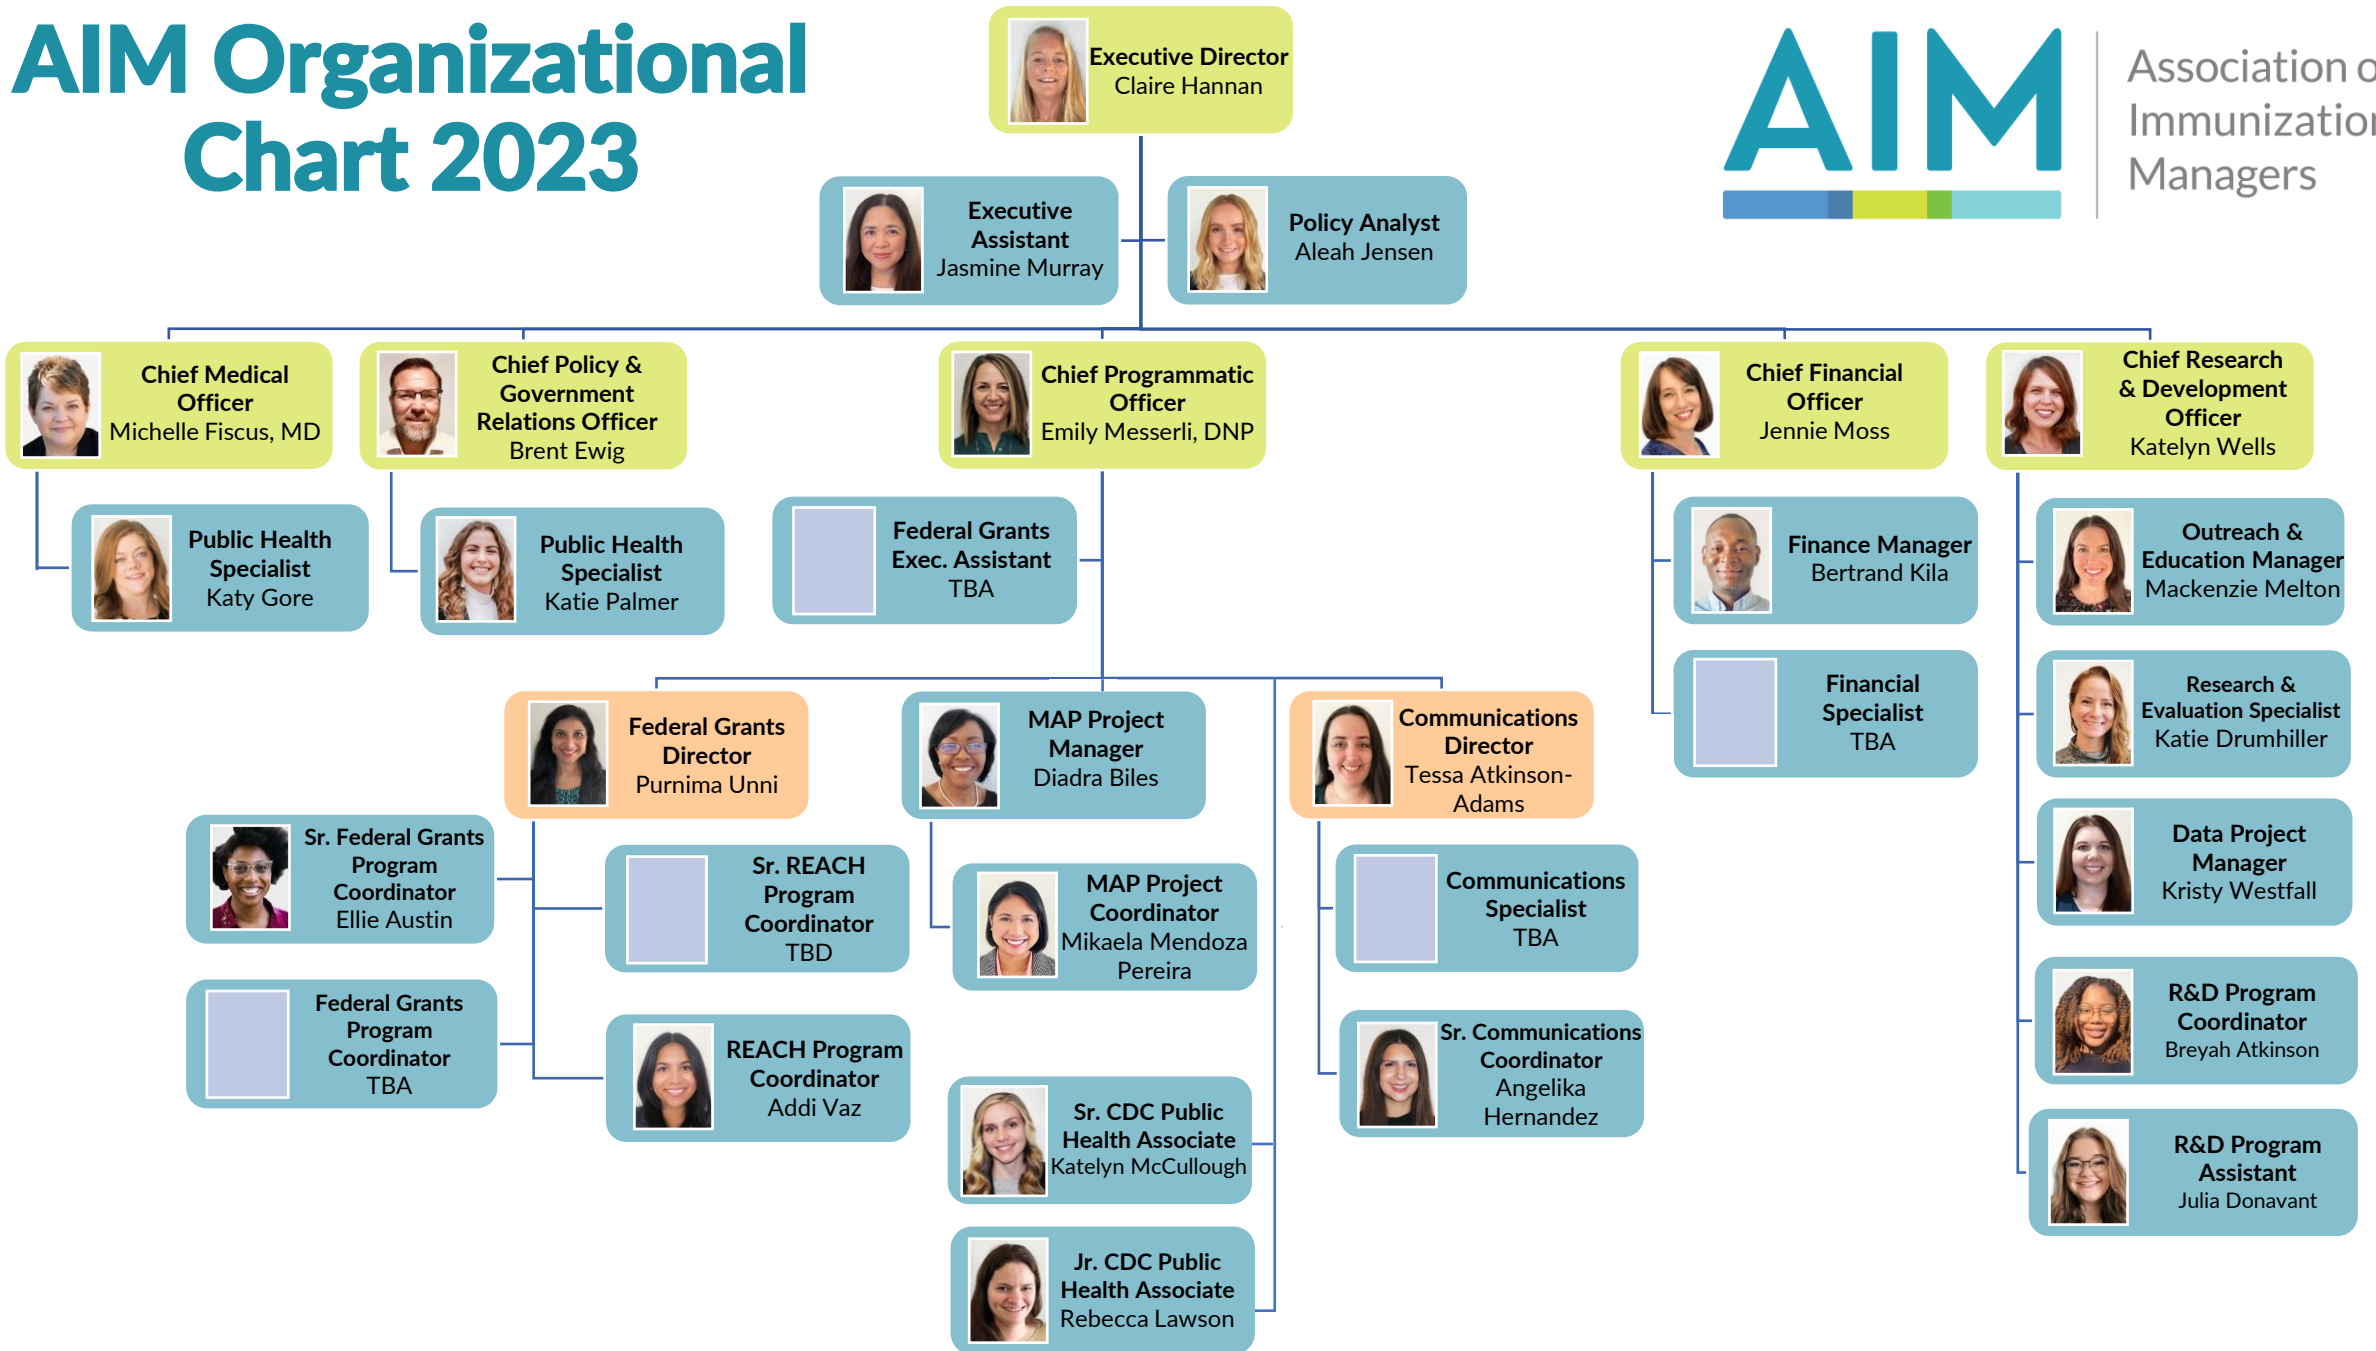 AIM Organizational
Chart 2023
Executive Director
Claire Hannan
AIM
Association o
Immunization
Managers
Executive
Assistant
Jasmine Murray
Policy Analyst
Aleah Jensen
Chief Medical
Officer
Michelle Fiscus, MD
Chief Policy &
Government
Relations Officer
Brent Ewig
Chief Programmatic
Officer
Emily Messerli, DNP
Chief Financial
Officer
Jennie Moss
Chief Research
& Development
Officer
Katelyn Wells
Public Health
Specialist
Katy Gore
Public Health
Specialist
Katie Palmer
Federal Grants
Exec. Assistant
TBA
Finance Manager
Bertrand Kila
Outreach &
Education Manager
Mackenzie Melton
Financial
Specialist
TBA
Research &
Evaluation Specialist
Katie Drumhiller
Federal Grants
Director
Purnima Unni
MAP Project
Manager
Diadra Biles
Communications
Director
Tessa Atkinson-
Adams
Sr. Federal Grants
Program
Coordinator
Ellie Austin
Sr. REACH
Program
Coordinator
TBD
MAP Project
Coordinator
Mikaela Mendoza
Pereira
Communications
Specialist
TBA
Data Project
Manager
Kristy Westfall
Federal Grants
Program
Coordinator
TBA
REACH Program
Coordinator
Addi Vaz
Sr. Communications
Coordinator
Angelika
Hernandez
R&D Program
Coordinator
Breyah Atkinson
Sr. CDC Public
Health Associate
Katelyn McCullough
R&D Program
Assistant
Julia Donavant
Jr. CDC Public
Health Associate
Rebecca Lawson